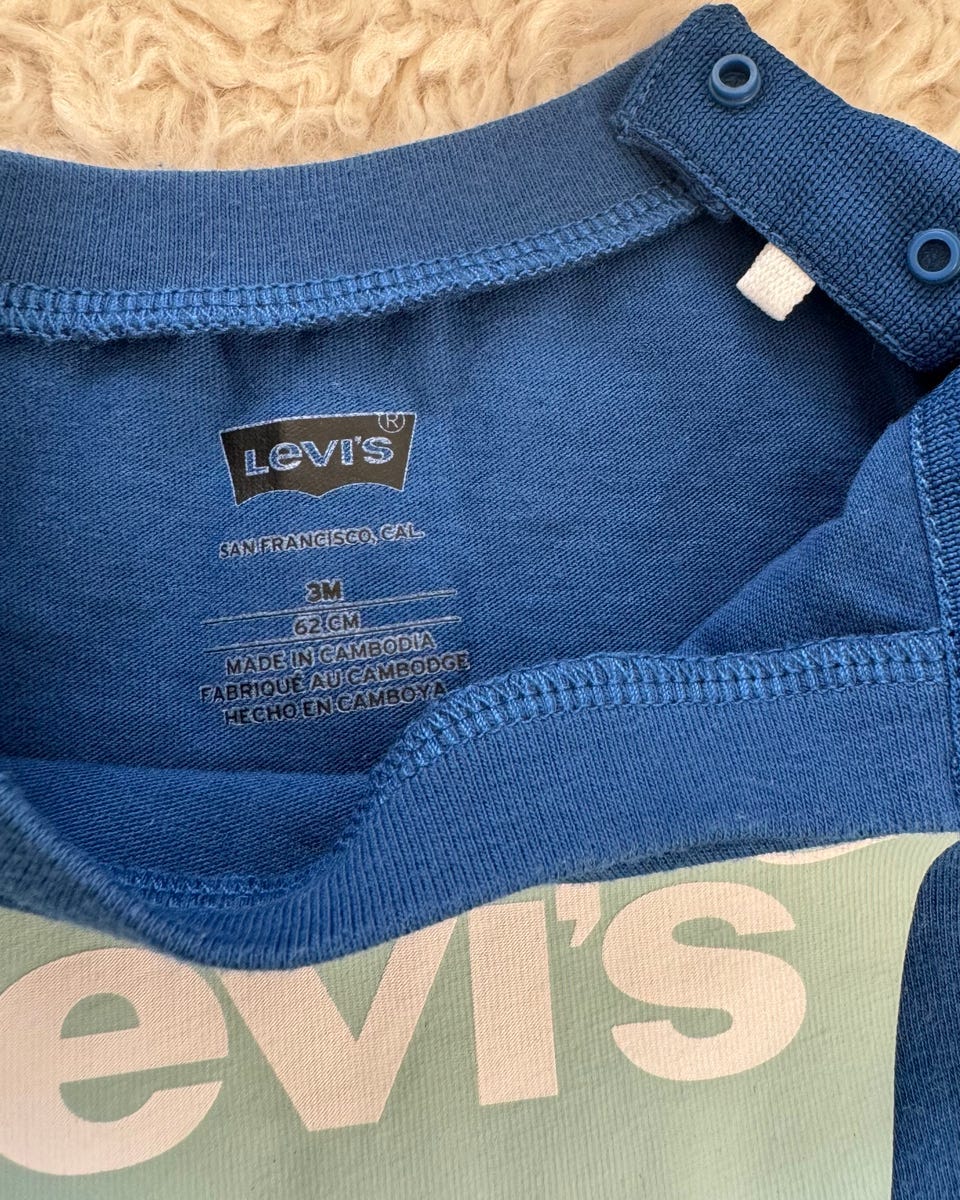 Levi's®
SAN FRANCISCO, CAL.
3M
62 CM
MADE IN CAMBODIA
FABRIQUÉ AU CAMBODGE
HECHO EN CAMBOYA
evi's